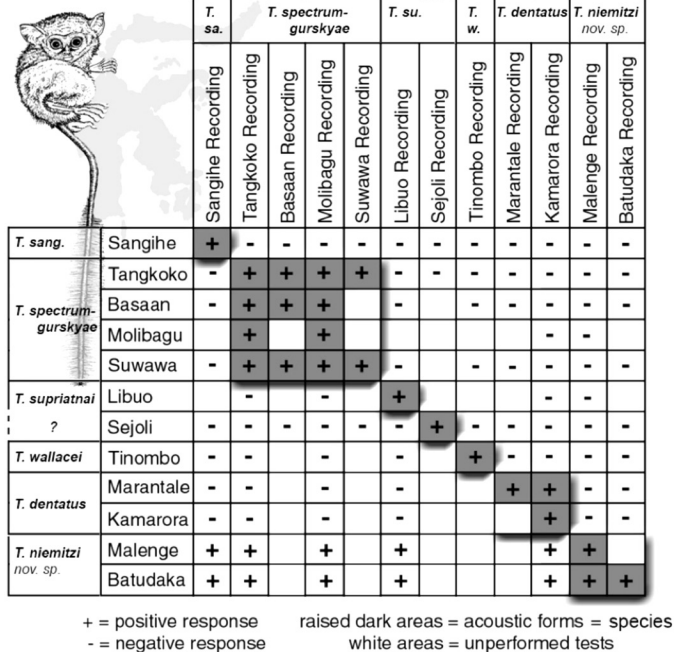 T. sa.
T. spectrum-gurskyae
T. su.
T. w.
T. dentatus
T. niemitzi nov. sp.
Sangihe Recording
Tangkoko Recording
Basaan Recording
Molibagu Recording
Suwawa Recording
Libuo Recording
Sejoli Recording
Tinombo Recording
Marantale Recording
Kamarora Recording
Malenge Recording
Batudaka Recording
T. sang. Sangihe + - - - - - - - - - - -
T. spectrum-gurskyae
Tangkoko - + + + + - - - - - - -
Basaan - + + + - - - - -
Molibagu + + - -
Suwawa - + + + + - - - - - -
T. supriatnai Libuo - - + - -
? Sejoli - - - - - - + - - - - -
T. wallacei Tinombo - - - - + - - - -
T. dentatus
Marantale - - - - + + - -
Kamarora - - - - + - -
T. niemitzi nov. sp.
Malenge + + + + + +
Batudaka + + + + + + +
+ = positive response raised dark areas = acoustic forms = species
- = negative response white areas = unperformed tests